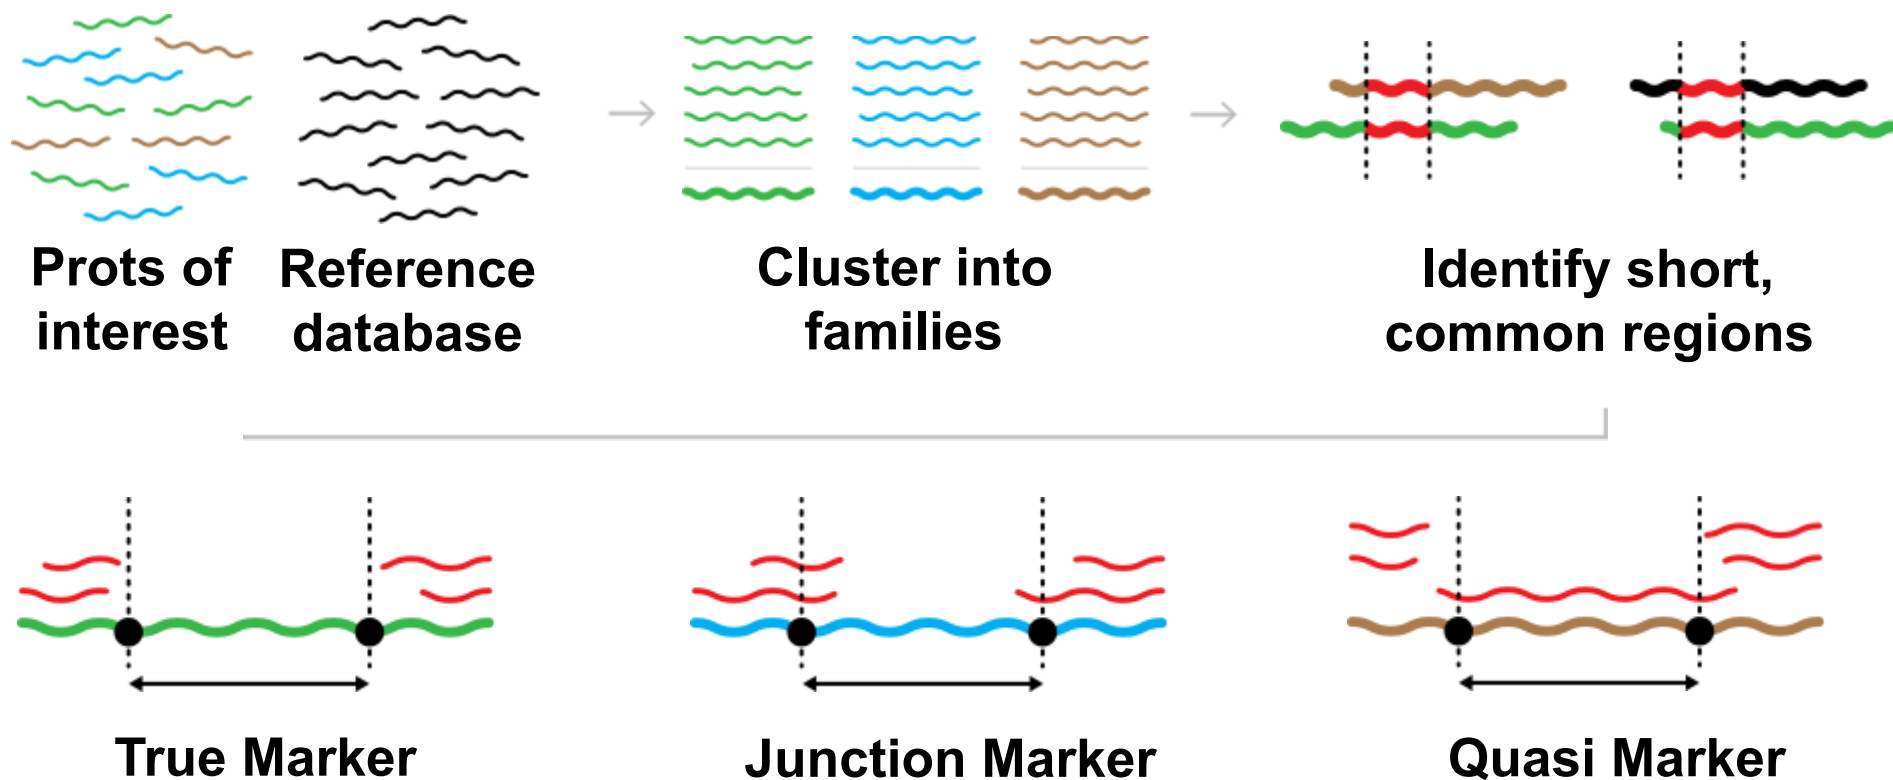 Prots of
interest
Reference
database
Cluster into
families
Identify short,
common regions
True Marker
Junction Marker
Quasi Marker